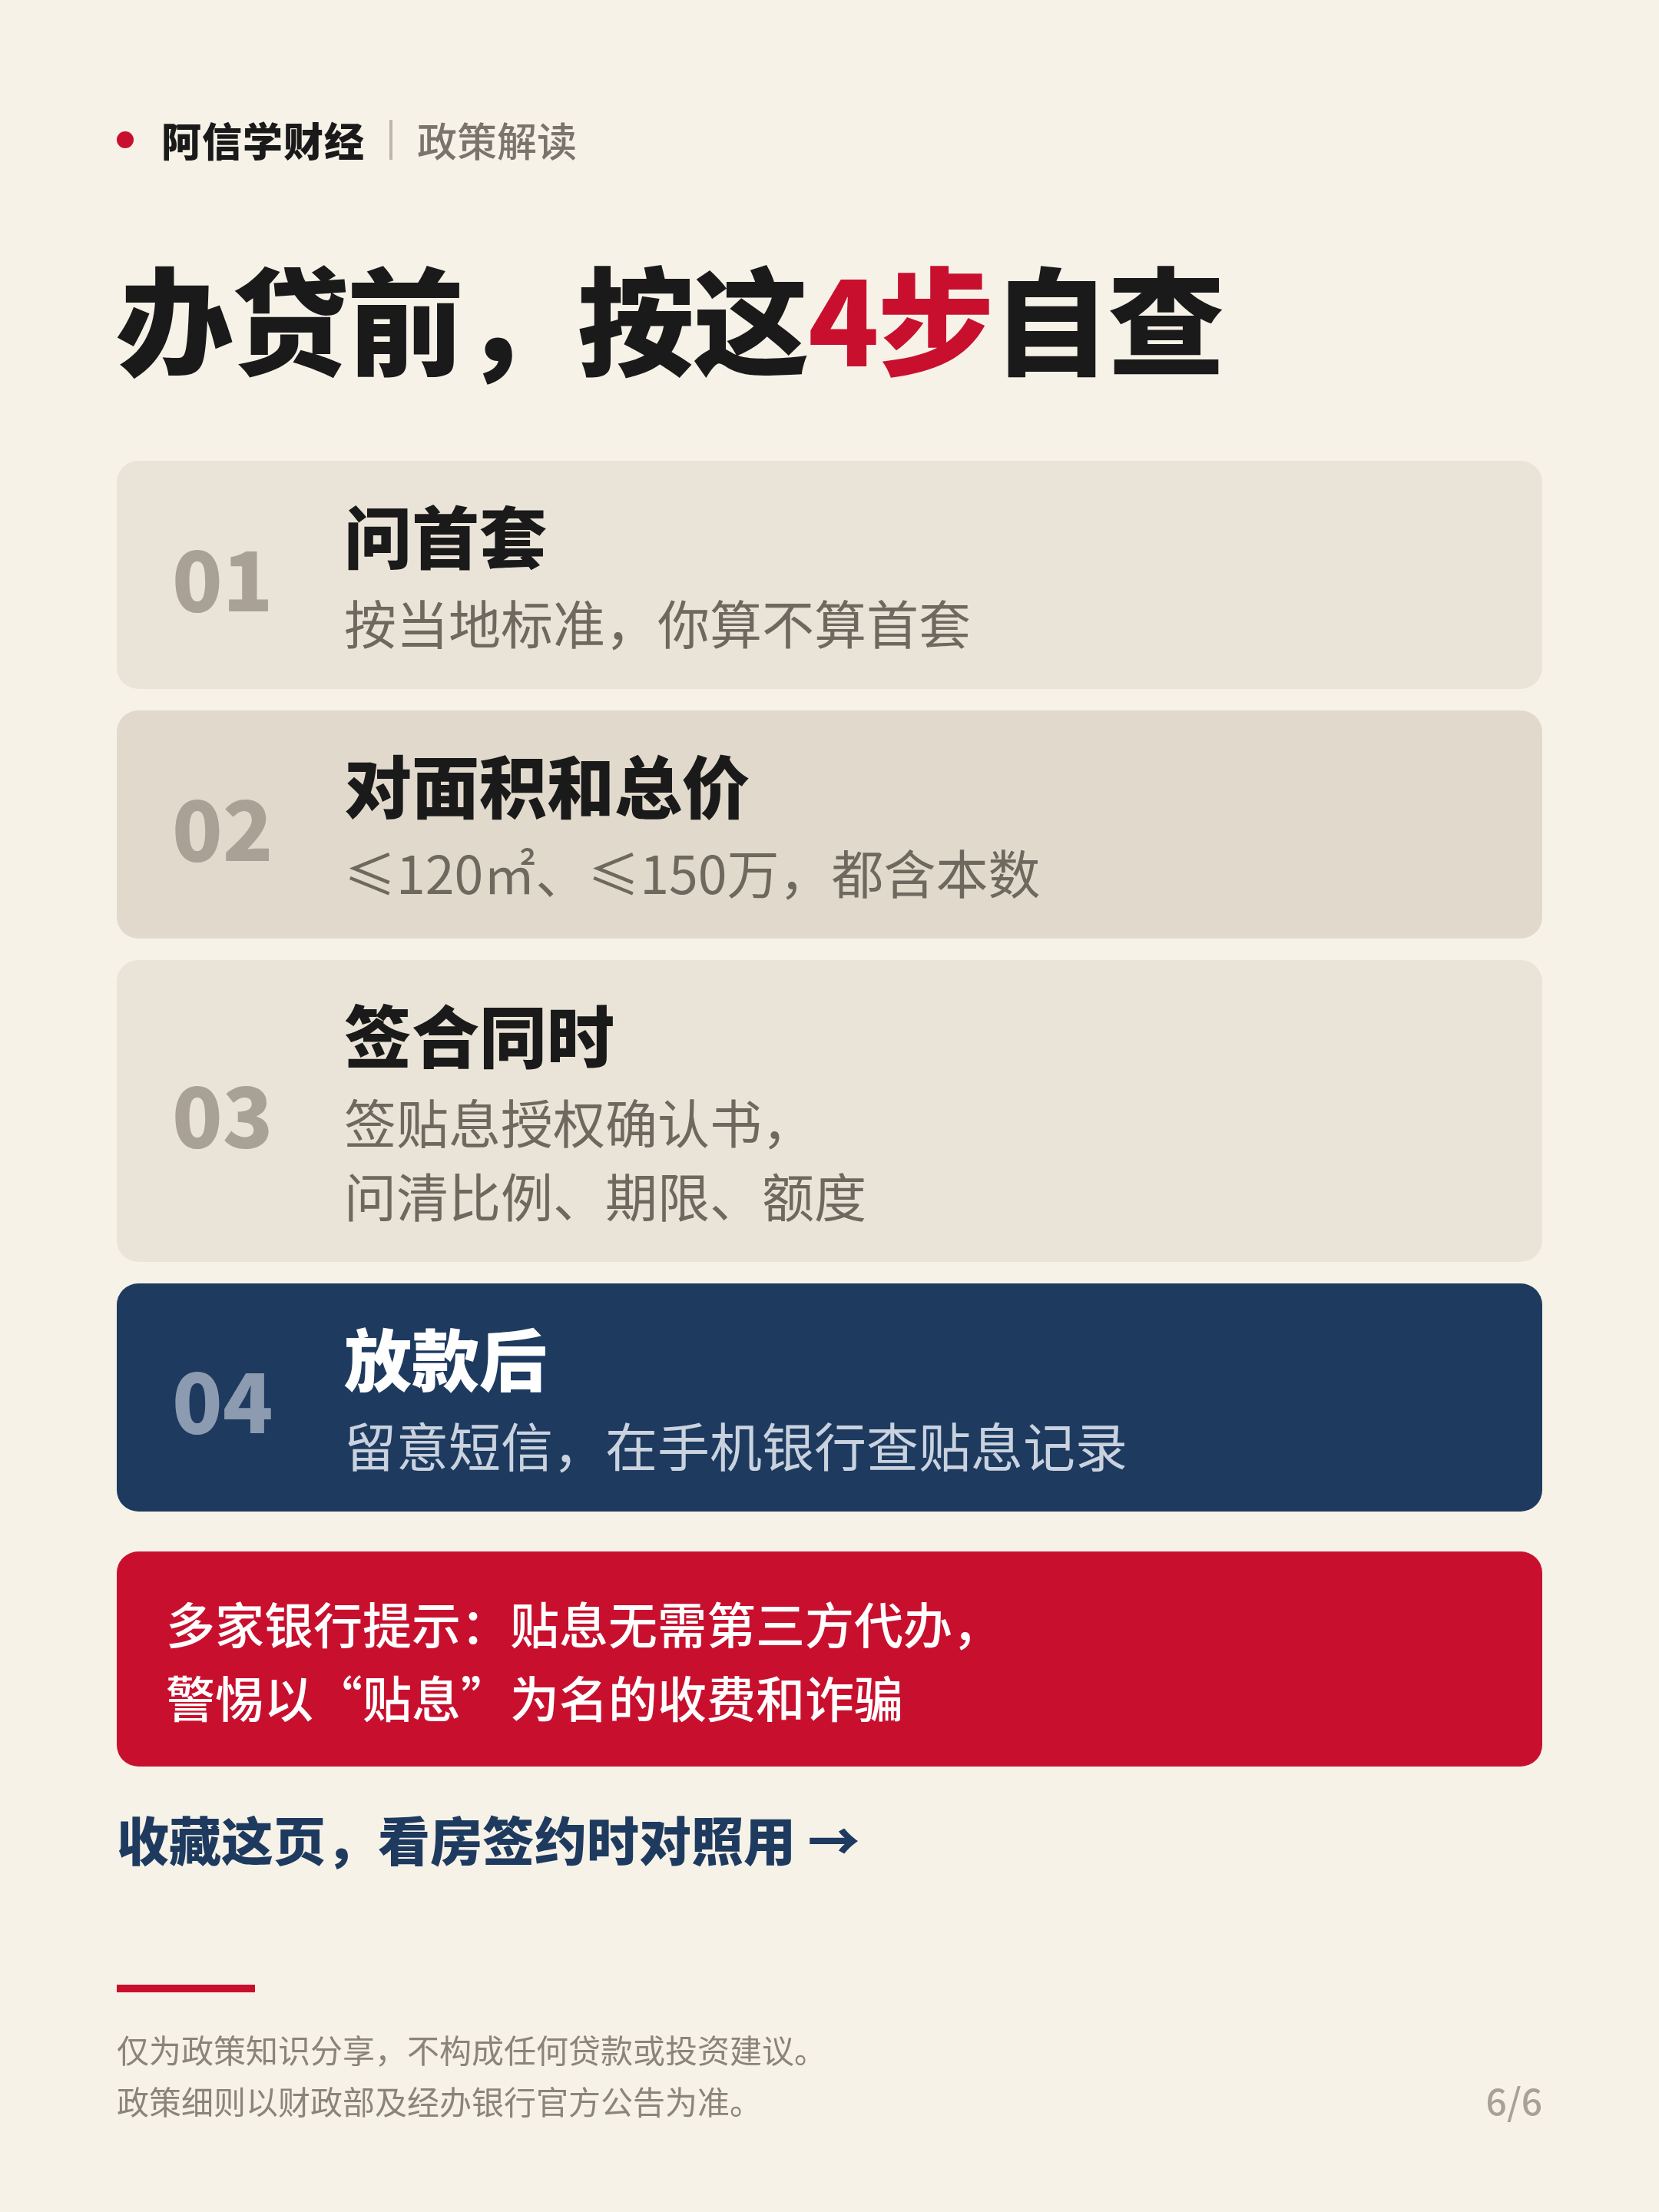 阿信学财经｜政策解读
办贷前，按这4步自查
01
问首套
按当地标准，你算不算首套
02
对面积和总价
≤120㎡、≤150万，都含本数
03
签合同时
签贴息授权确认书，
问清比例、期限、额度
04
放款后
留意短信，在手机银行查贴息记录
多家银行提示：贴息无需第三方代办，
警惕以“贴息”为名的收费和诈骗
收藏这页，看房签约时对照用 →
仅为政策知识分享，不构成任何贷款或投资建议。
政策细则以财政部及经办银行官方公告为准。
6/6